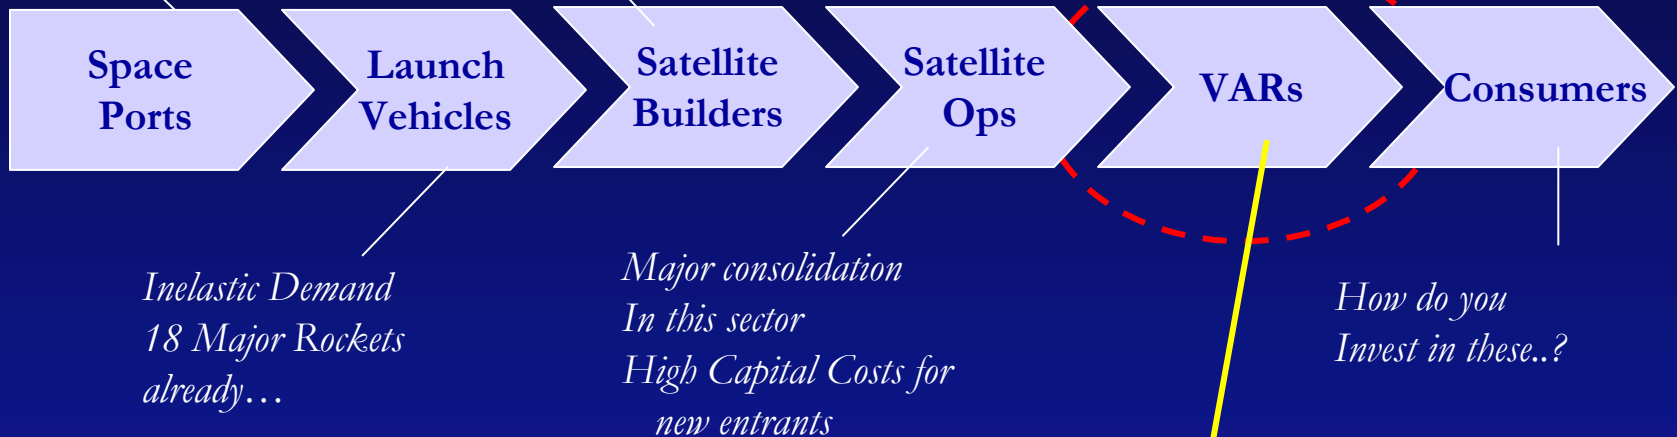 Space
Ports
Launch
Vehicles
Satellite
Builders
Satellite
Ops
VARs
Consumers
Inelastic Demand
18 Major Rockets
already…
Major consolidation
In this sector
High Capital Costs for
new entrants
How do you
Invest in these..?